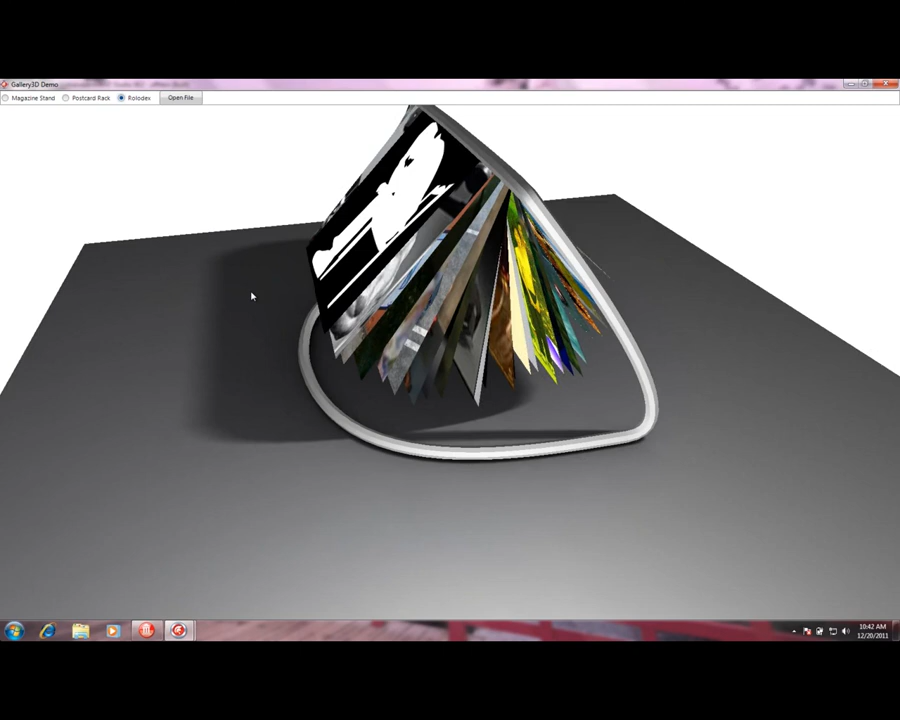 Gallery3D Demo
Magazine Stand Postcard Rack Rolodex Open File
10:42 AM
12/20/2011